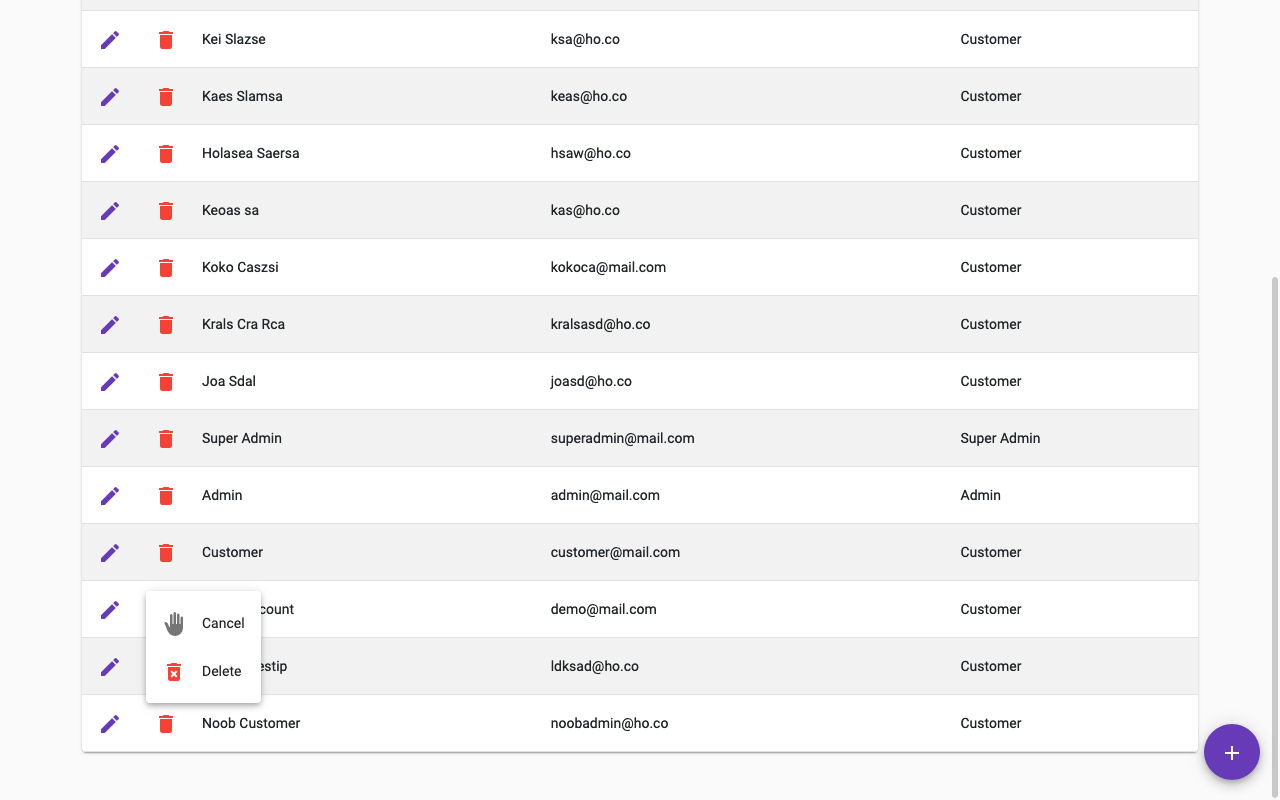 Kei Slazse ksa@ho.co Customer
Kaes Slamsa keas@ho.co Customer
Holasea Saersa hsaw@ho.co Customer
Keoas sa kas@ho.co Customer
Koko Caszsi kokoca@mail.com Customer
Krals Cra Rca kralsasd@ho.co Customer
Joa Sdal joasd@ho.co Customer
Super Admin superadmin@mail.com Super Admin
Admin admin@mail.com Admin
Customer customer@mail.com Customer
demo@mail.com Customer
Cancel
ldksad@ho.co Customer
Delete
Noob Customer noobadmin@ho.co Customer